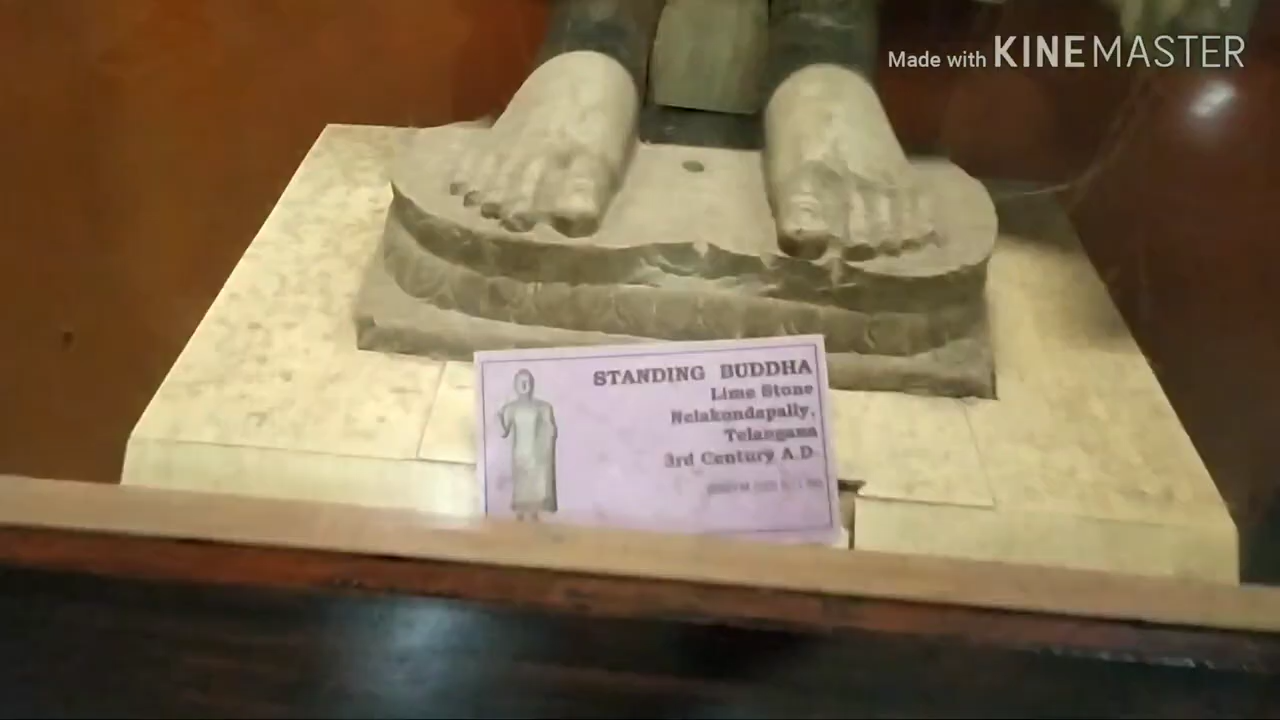 Made with KINEMASTER
STANDING BUDDHA
Lime Stone
Nelakondapally,
Telangana
3rd Century A.D